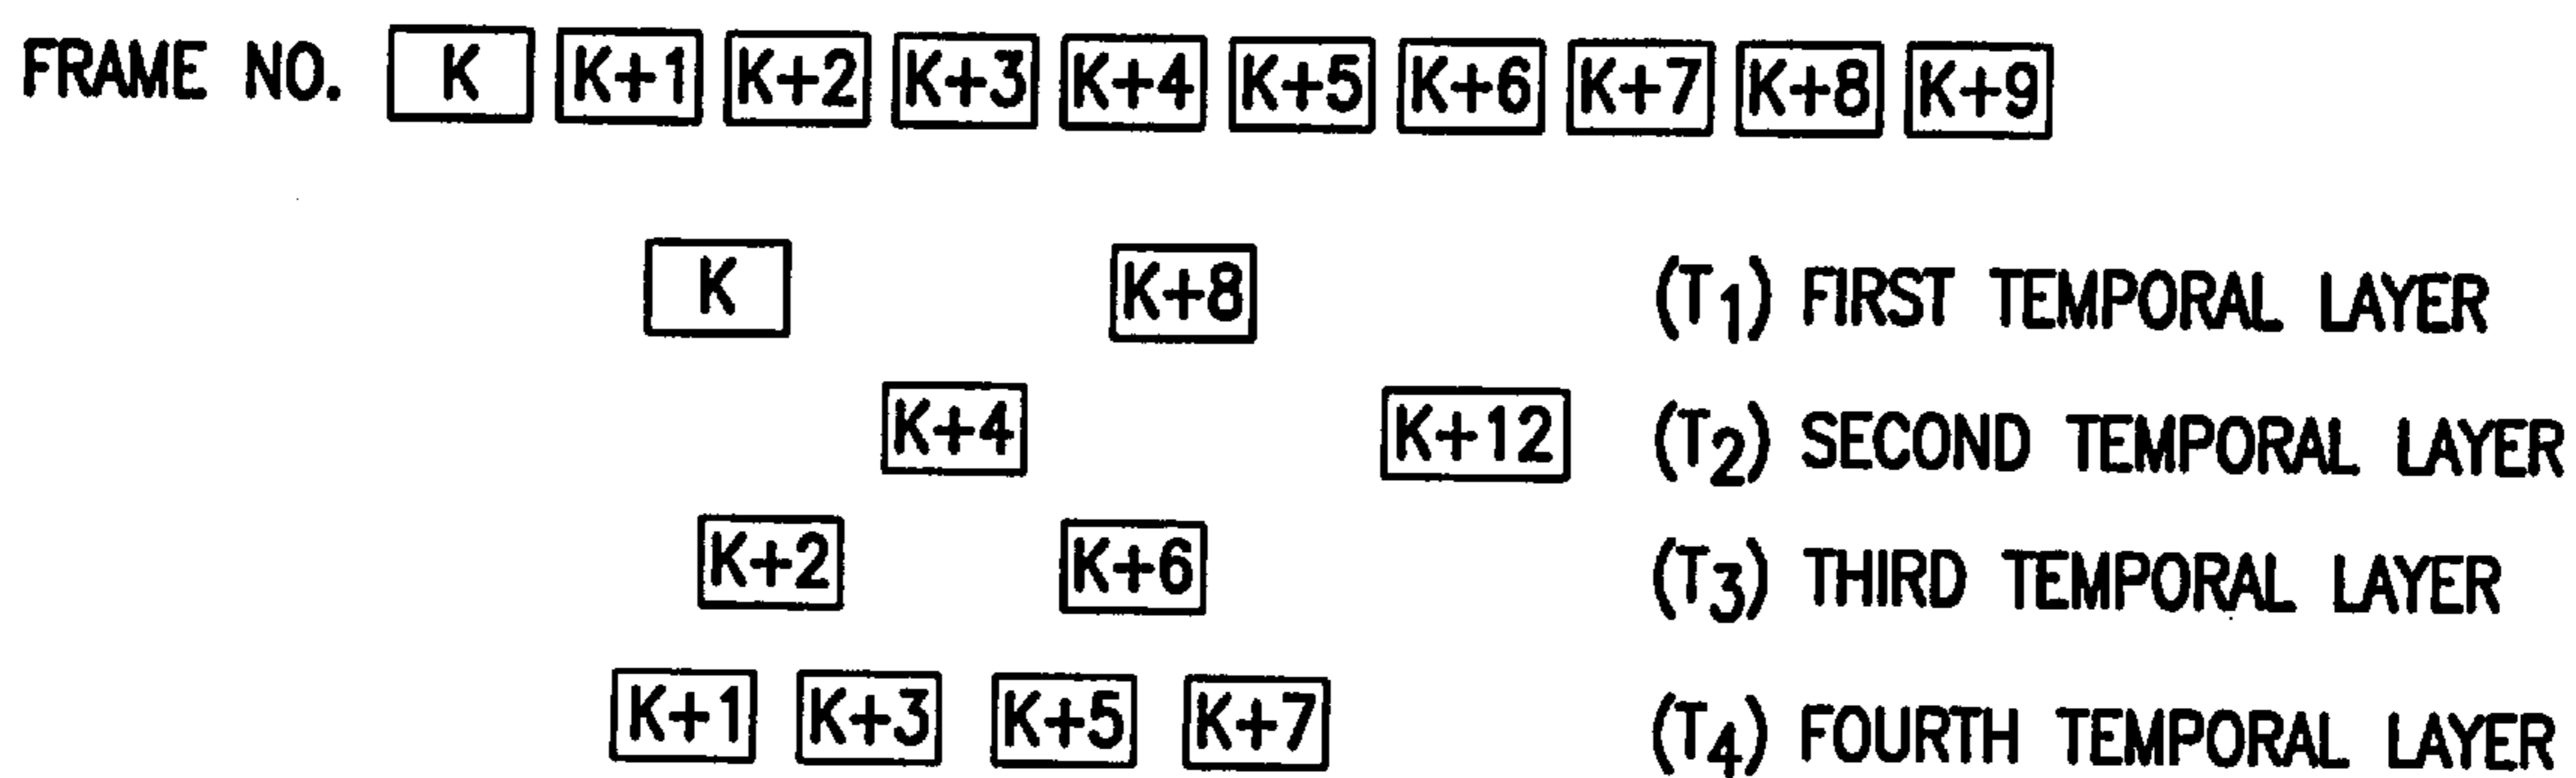 FRAME NO. K K+1 K+2 K+3 K+4 K+5 K+6 K+7 K+8 K+9
K K+8 (T1) FIRST TEMPORAL LAYER
K+4 K+12 (T2) SECOND TEMPORAL LAYER
K+2 K+6 (T3) THIRD TEMPORAL LAYER
K+1 K+3 K+5 K+7 (T4) FOURTH TEMPORAL LAYER